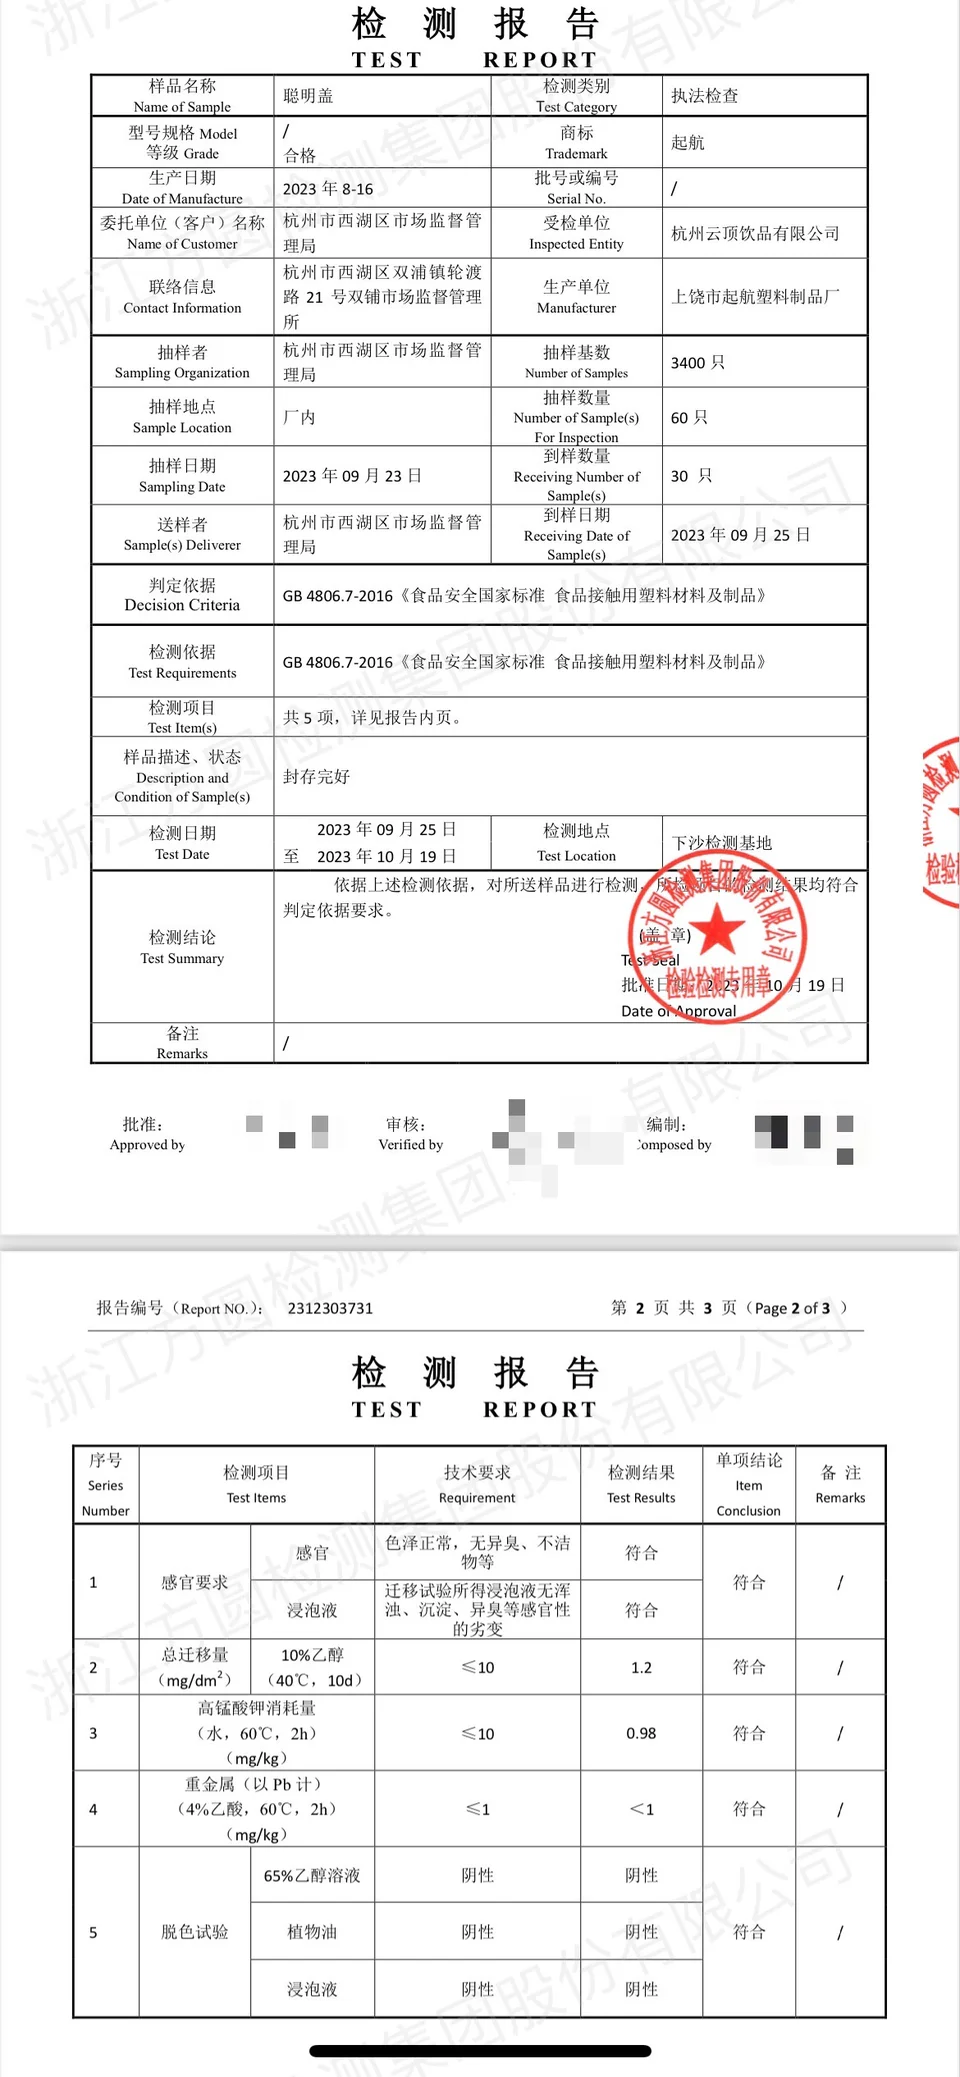 检 测 报 告
TEST REPORT
样品名称
Name of Sample
聪明盖
检测类别
Test Category
执法检查
型号规格 Model
等级 Grade
/
合格
商标
Trademark
起航
生产日期
Date of Manufacture
2023 年 8-16
批号或编号
Serial No.
/
委托单位（客户）名称
Name of Customer
杭州市西湖区市场监督管
理局
受检单位
Inspected Entity
杭州云顶饮品有限公司
联络信息
Contact Information
杭州市西湖区双浦镇轮渡
路 21 号双铺市场监督管理
所
生产单位
Manufacturer
上饶市起航塑料制品厂
抽样者
Sampling Organization
杭州市西湖区市场监督管
理局
抽样基数
Number of Samples
3400 只
抽样地点
Sample Location
厂内
抽样数量
Number of Sample(s)
For Inspection
60 只
抽样日期
Sampling Date
2023 年 09 月 23 日
到样数量
Receiving Number of
Sample(s)
30 只
送样者
Sample(s) Deliverer
杭州市西湖区市场监督管
理局
到样日期
Receiving Date of
Sample(s)
2023 年 09 月 25 日
判定依据
Decision Criteria
GB 4806.7-2016《食品安全国家标准 食品接触用塑料材料及制品》
检测依据
Test Requirements
GB 4806.7-2016《食品安全国家标准 食品接触用塑料材料及制品》
检测项目
Test Item(s)
共 5 项，详见报告内页。
样品描述、状态
Description and
Condition of Sample(s)
封存完好
检测日期
Test Date
2023 年 09 月 25 日
至 2023 年 10 月 19 日
检测地点
Test Location
下沙检测基地
检测结论
Test Summary
依据上述检测依据，对所送样品进行检测，所检项目的检测结果均符合
判定依据要求。
（盖 章）
Test Seal
批准日期：2023 年 10 月 19 日
Date of Approval
浙江方圆检测集团股份有限公司
检验检测专用章
备注
Remarks
/
批准：
Approved by
审核：
Verified by
编制：
Composed by
报告编号（Report NO.）： 2312303731
第 2 页 共 3 页（Page 2 of 3 ）
检 测 报 告
TEST REPORT
序号
Series
Number
检测项目
Test Items
技术要求
Requirement
检测结果
Test Results
单项结论
Item
Conclusion
备 注
Remarks
1
感官要求
感官
色泽正常，无异臭、不洁
物等
符合
浸泡液
迁移试验所得浸泡液无浑
浊、沉淀、异臭等感官性
的劣变
符合
符合
/
2
总迁移量
（mg/dm²）
10%乙醇
（40℃，10d）
≤10
1.2
符合
/
3
高锰酸钾消耗量
（水，60℃，2h）
（mg/kg）
≤10
0.98
符合
/
4
重金属（以 Pb 计）
（4%乙酸，60℃，2h）
（mg/kg）
≤1
＜1
符合
/
5
脱色试验
65%乙醇溶液
阴性
阴性
植物油
阴性
阴性
浸泡液
阴性
阴性
符合
/
浙江方圆检测集团股份有限公司